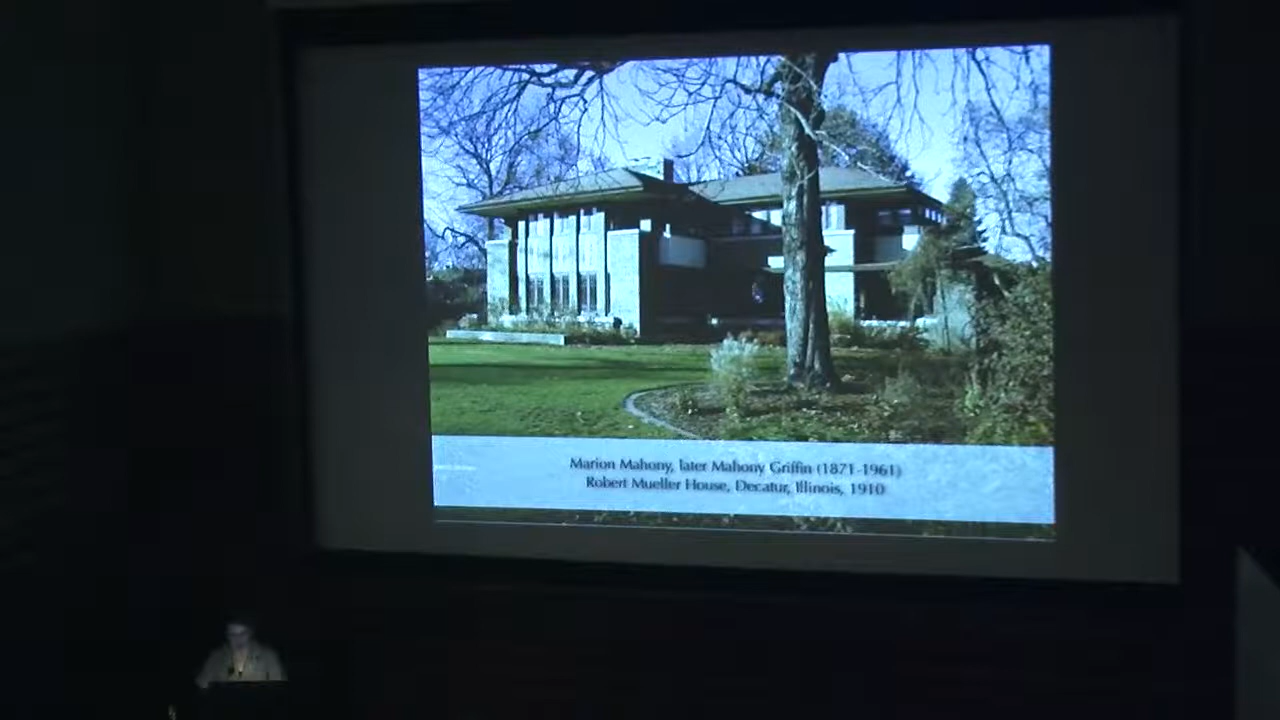 Marion Mahony, later Mahony Griffin (1871-1961)
Robert Mueller House, Decatur, Illinois, 1910